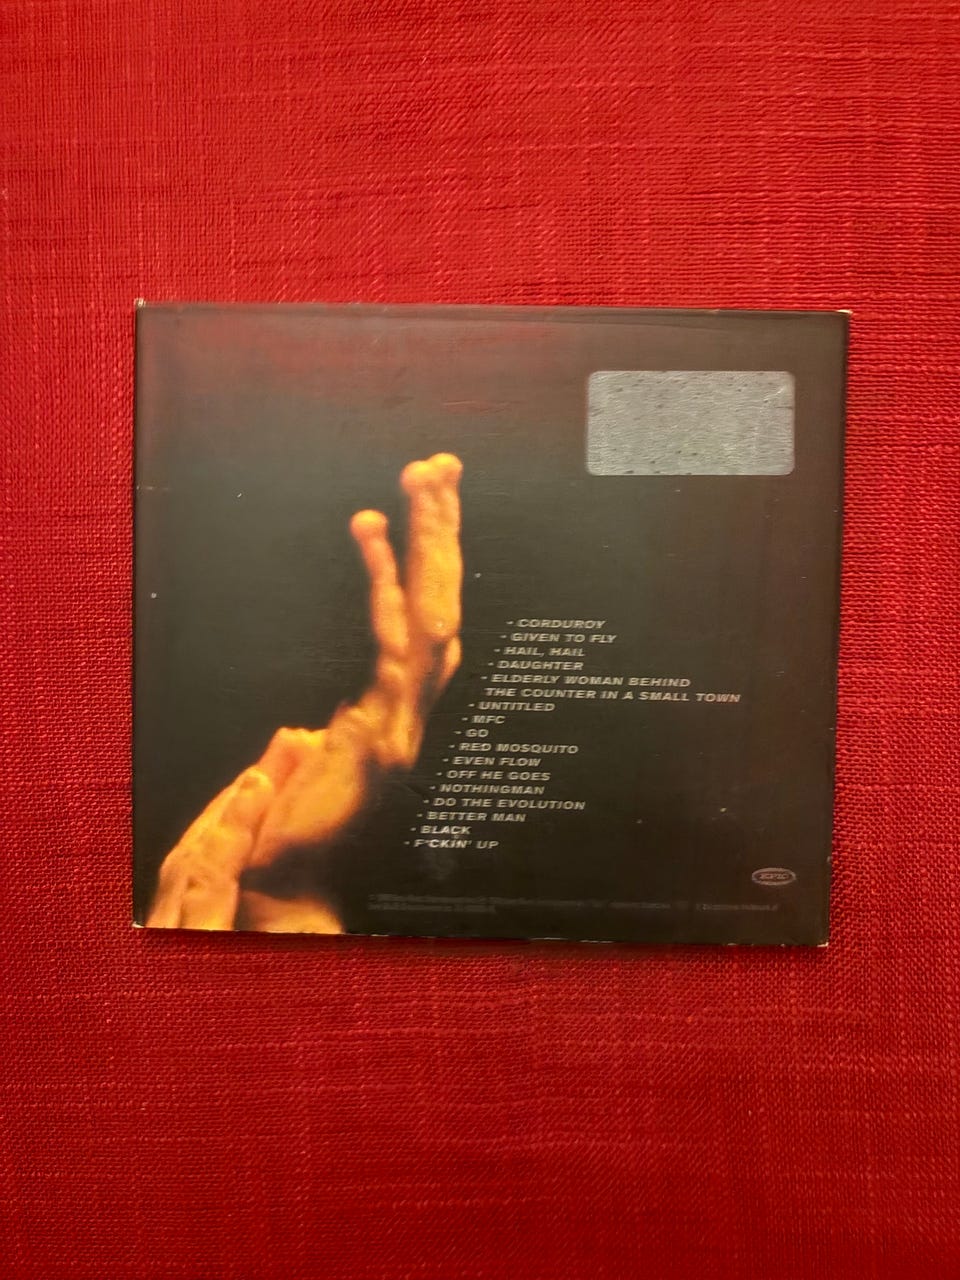 - CORDUROY
- GIVEN TO FLY
- HAIL, HAIL
- DAUGHTER
- ELDERLY WOMAN BEHIND
THE COUNTER IN A SMALL TOWN
- UNTITLED
- MFC
- GO
- RED MOSQUITO
- EVEN FLOW
- OFF HE GOES
- NOTHINGMAN
- DO THE EVOLUTION
- BETTER MAN
- BLACK
- F*CKIN' UP
EPIC